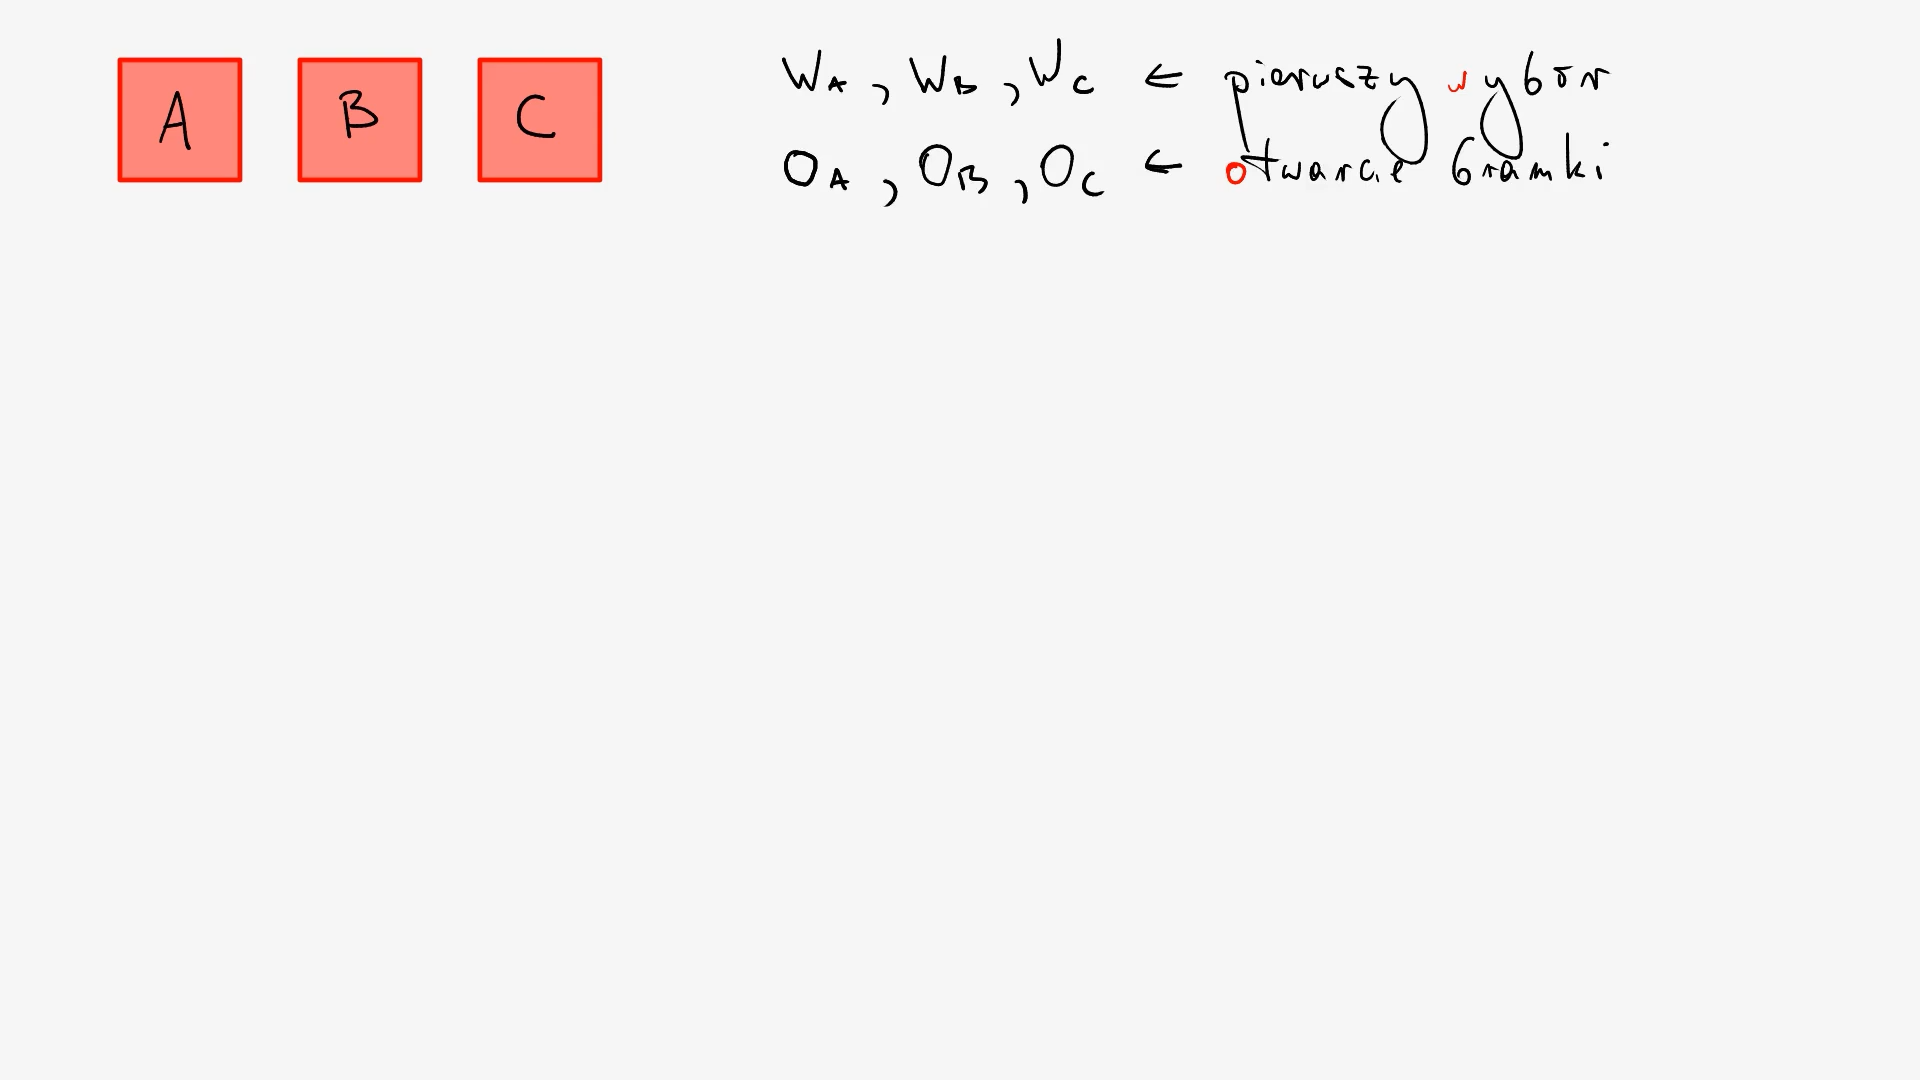 A B C
W_A , W_B , W_C ← pierwszy wybór
O_A , O_B , O_C ← otwarcie bramki